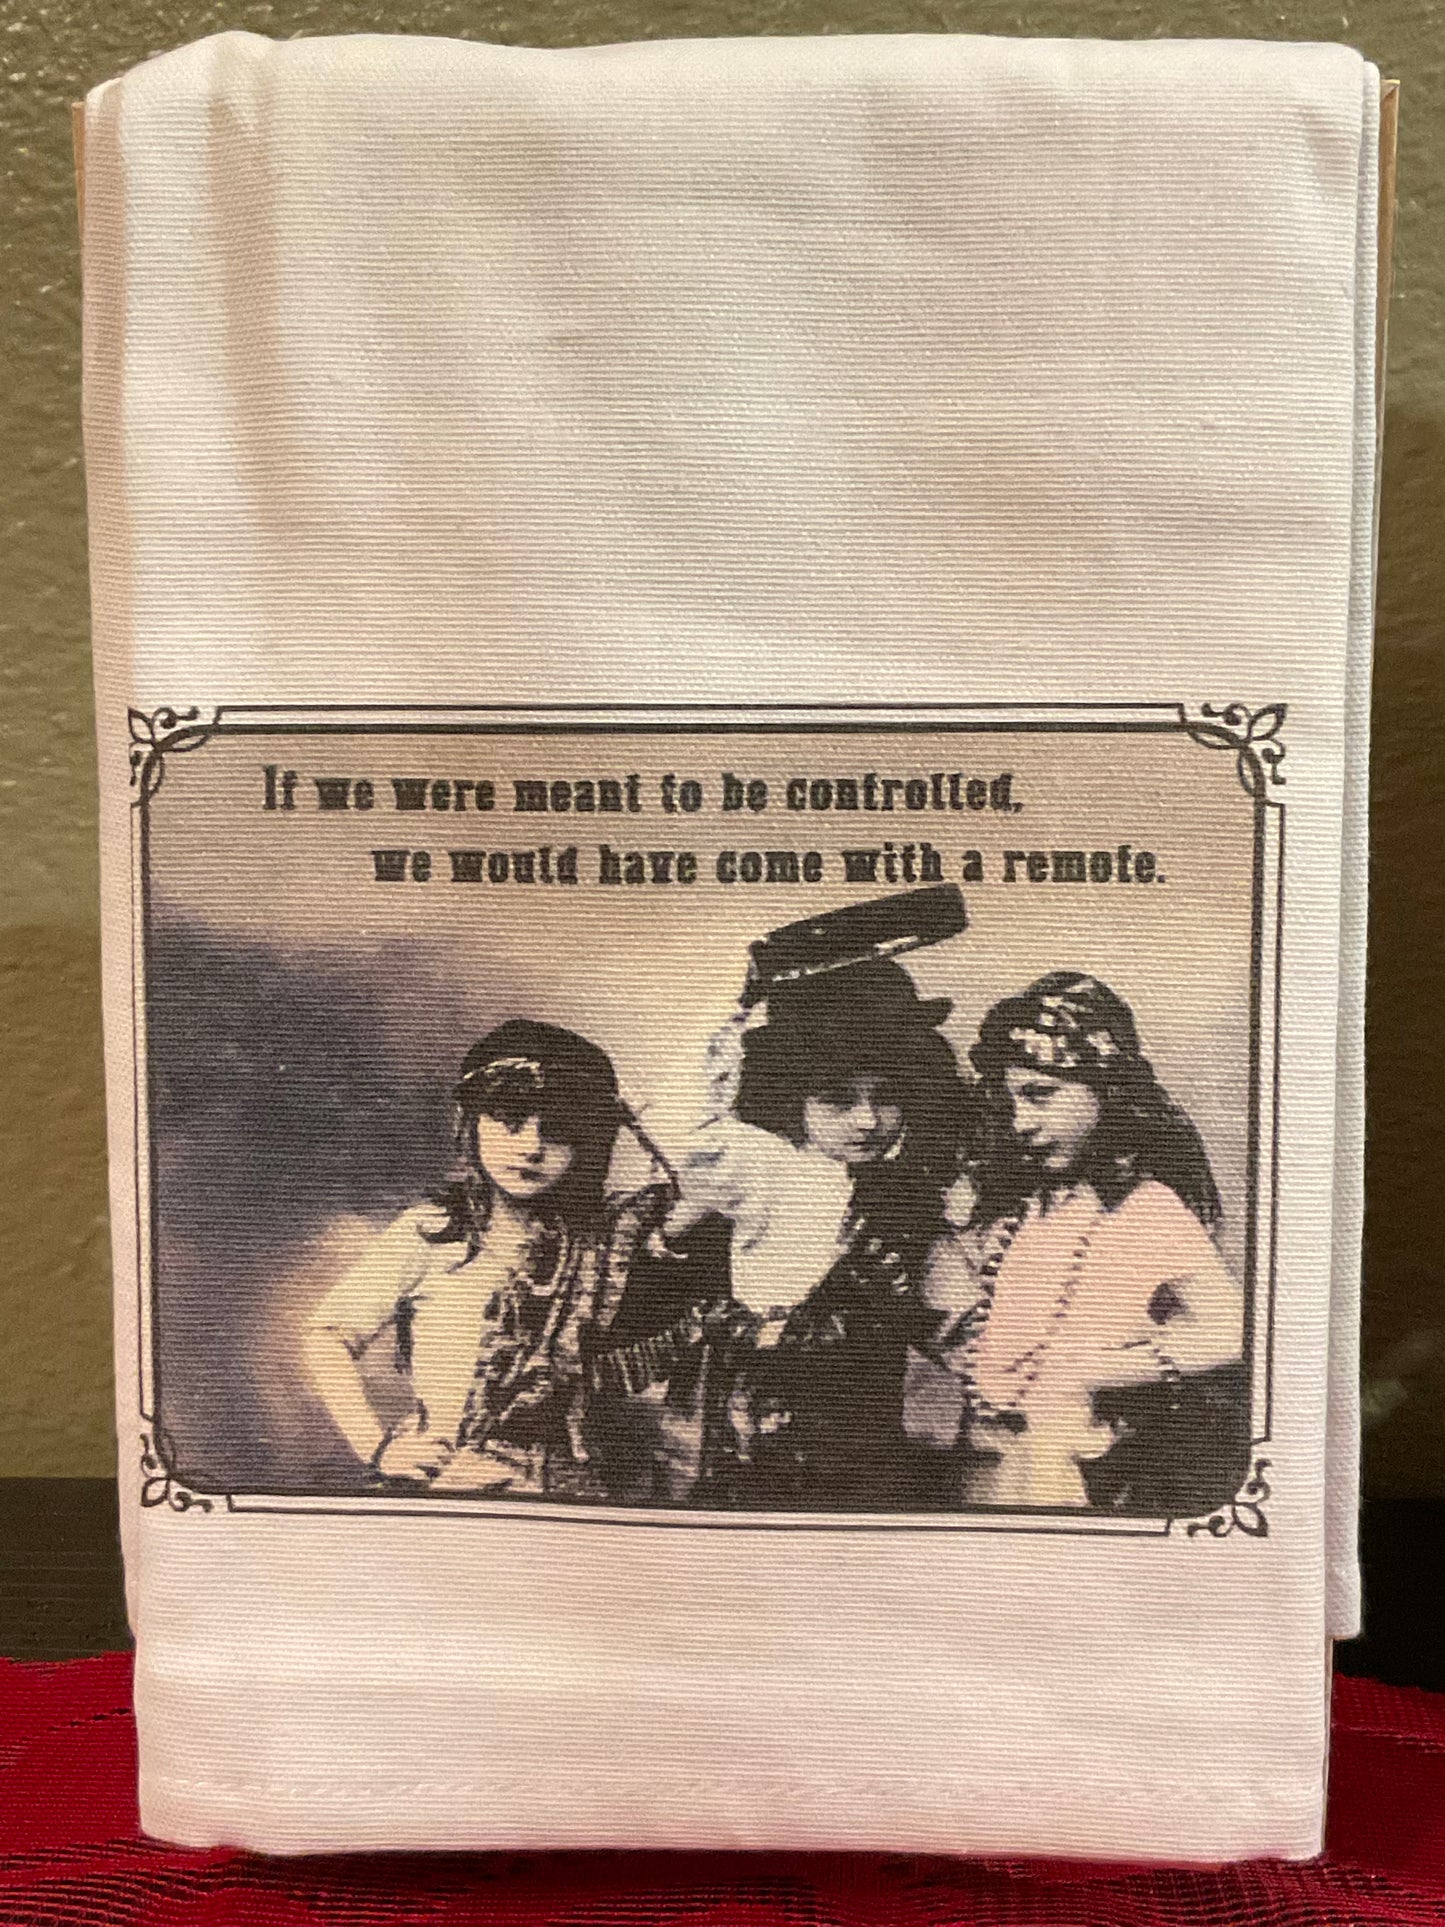 If we were meant to be controlled,
we would have come with a remote.